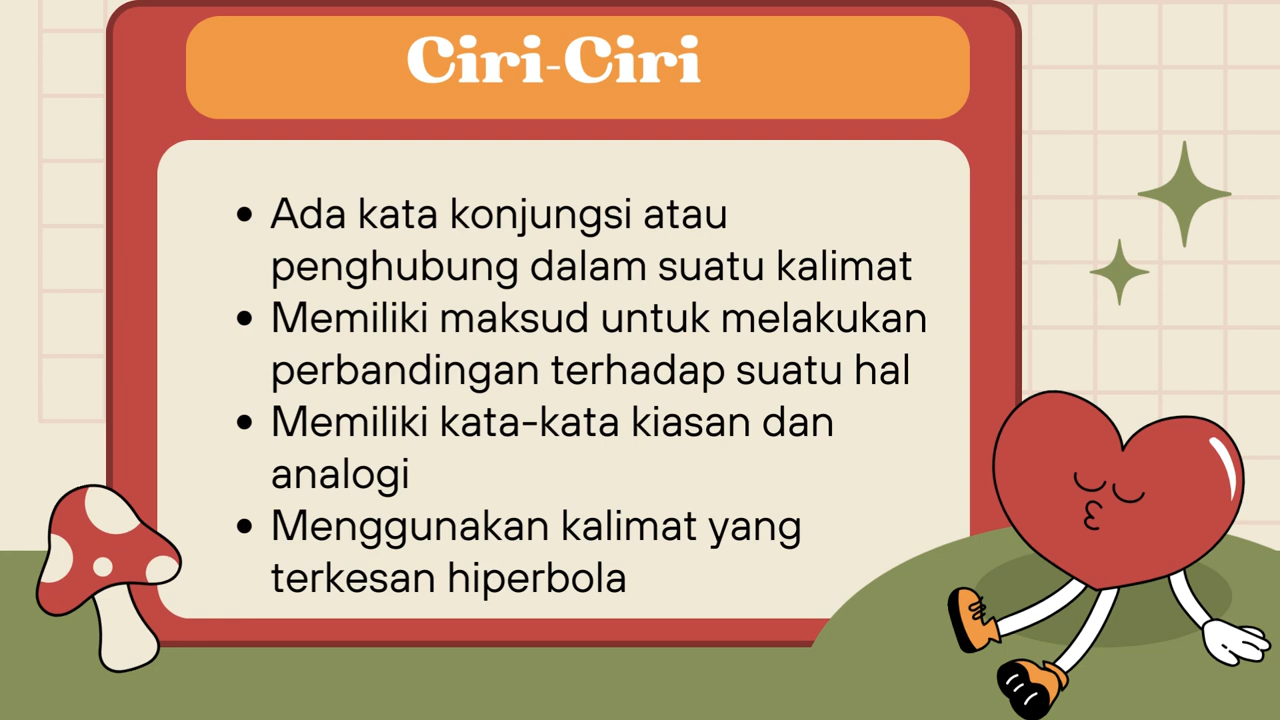 Ciri-Ciri
• Ada kata konjungsi atau
penghubung dalam suatu kalimat
• Memiliki maksud untuk melakukan
perbandingan terhadap suatu hal
• Memiliki kata-kata kiasan dan
analogi
• Menggunakan kalimat yang
terkesan hiperbola